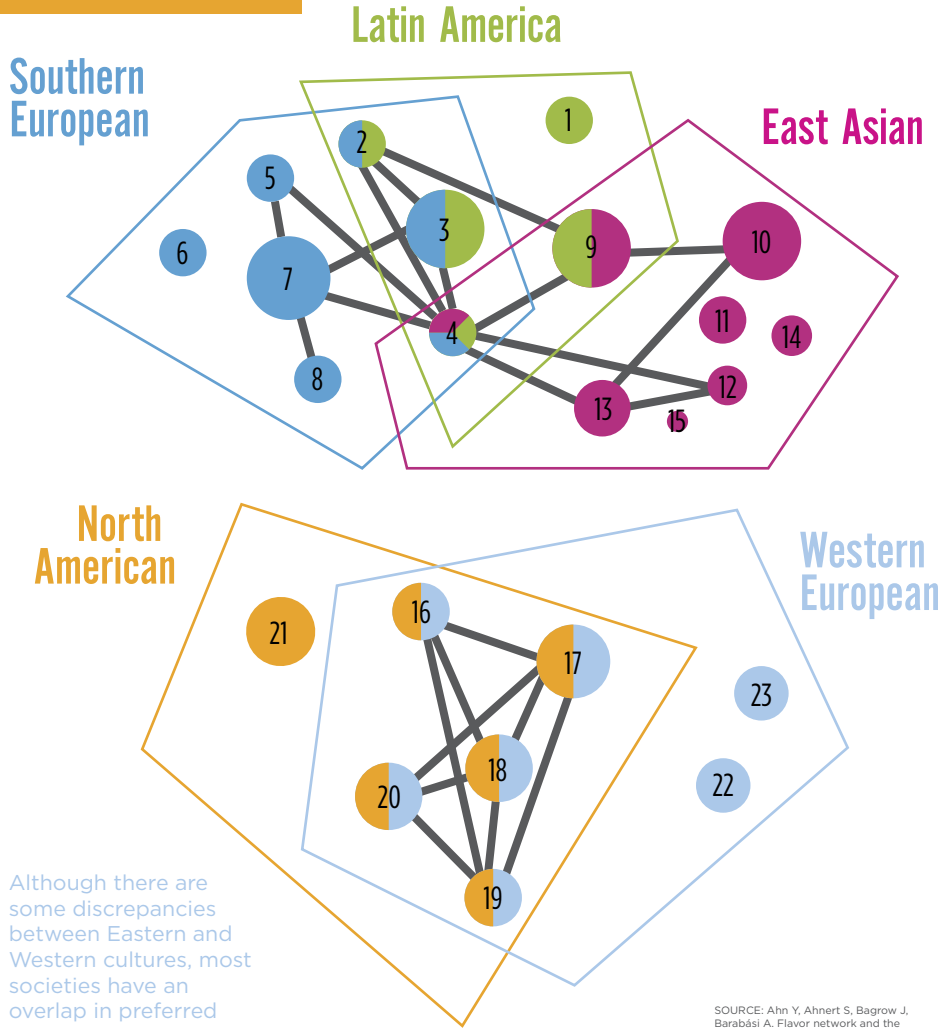 Latin America
Southern
European
East Asian
1
2
5
3
6
9
10
7
4
11
14
8
12
13
15
North
American
Western
European
16
21
17
23
18
22
20
19
Although there are
some discrepancies
between Eastern and
Western cultures, most
societies have an
overlap in preferred
SOURCE: Ahn Y, Ahnert S, Bagrow J,
Barabási A. Flavor network and the